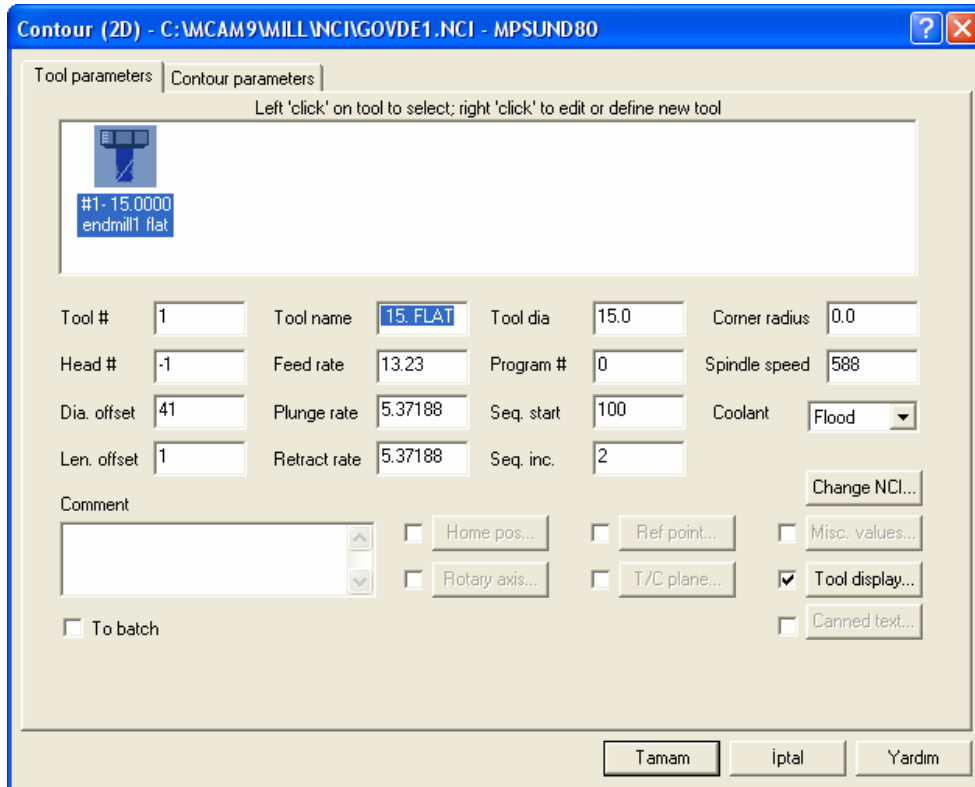 Contour (2D) - C:\MCAM9\MILL\NCI\GOVDE1.NCI - MPSUND80
Tool parameters Contour parameters
Left 'click' on tool to select; right 'click' to edit or define new tool
#1- 15.0000
endmill1 flat
Tool # 1 Tool name 15. FLAT Tool dia 15.0 Corner radius 0.0
Head # -1 Feed rate 13.23 Program # 0 Spindle speed 588
Dia. offset 41 Plunge rate 5.37188 Seq. start 100 Coolant Flood
Len. offset 1 Retract rate 5.37188 Seq. inc. 2
Change NCI...
Comment
Home pos... Ref point... Misc. values...
Rotary axis... T/C plane... Tool display...
To batch Canned text...
Tamam İptal Yardım